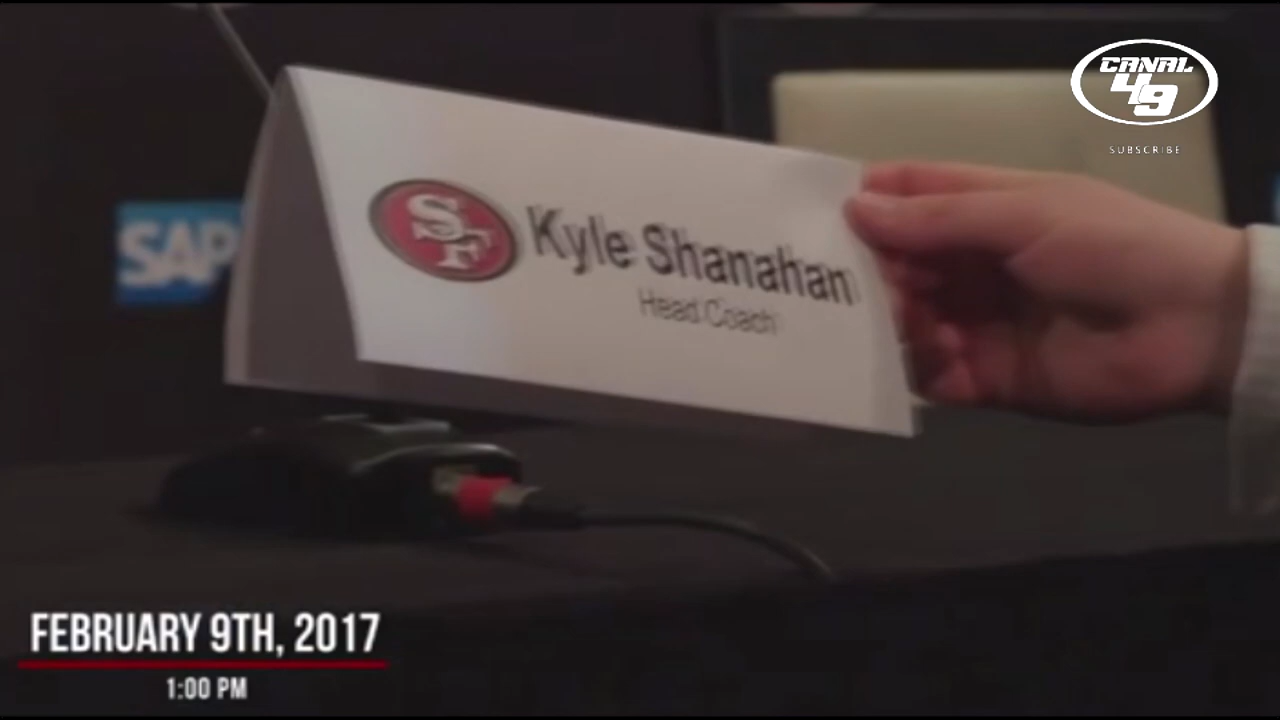 CANAL
49
SUBSCRIBE
SAP
SF
Kyle Shanahan
Head Coach
FEBRUARY 9TH, 2017
1:00 PM